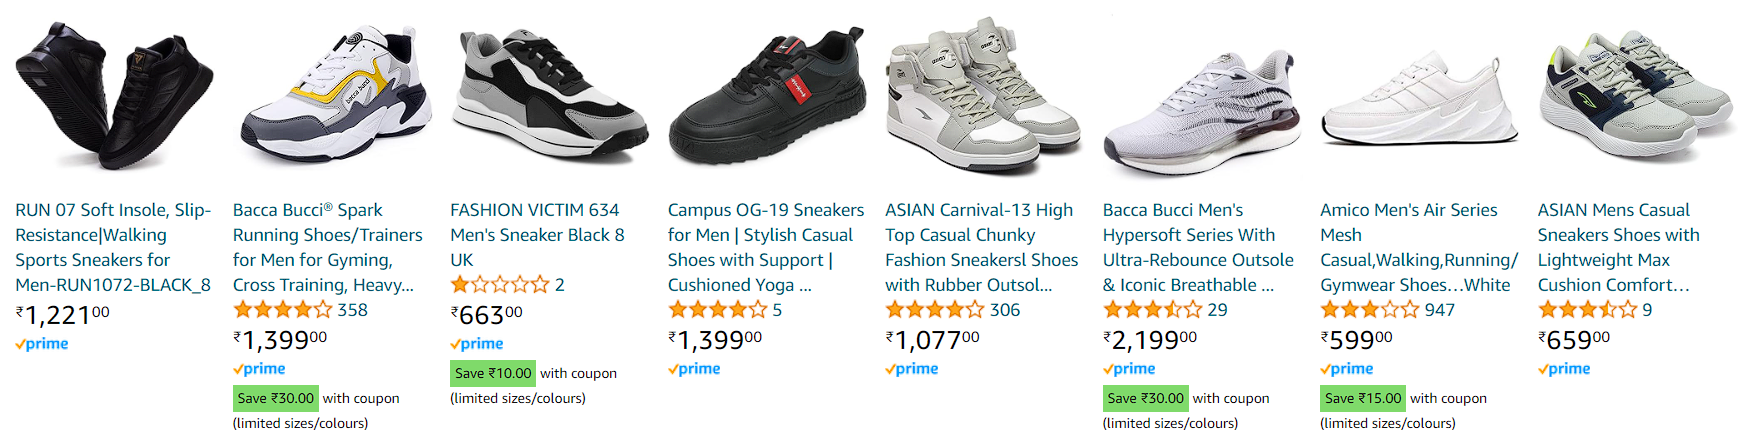 bacca bucci
asian
RUN 07 Soft Insole, Slip-
Resistance|Walking
Sports Sneakers for
Men-RUN1072-BLACK_8
₹1,22100
prime
Bacca Bucci® Spark
Running Shoes/Trainers
for Men for Gyming,
Cross Training, Heavy...
358
₹1,39900
prime
Save ₹30.00 with coupon
(limited sizes/colours)
FASHION VICTIM 634
Men's Sneaker Black 8
UK
2
₹66300
prime
Save ₹10.00 with coupon
(limited sizes/colours)
Campus OG-19 Sneakers
for Men | Stylish Casual
Shoes with Support |
Cushioned Yoga ...
5
₹1,39900
prime
ASIAN Carnival-13 High
Top Casual Chunky
Fashion Sneakersl Shoes
with Rubber Outsol...
306
₹1,07700
prime
Bacca Bucci Men's
Hypersoft Series With
Ultra-Rebounce Outsole
& Iconic Breathable ...
29
₹2,19900
prime
Save ₹30.00 with coupon
(limited sizes/colours)
Amico Men's Air Series
Mesh
Casual,Walking,Running/
Gymwear Shoes...White
947
₹59900
prime
Save ₹15.00 with coupon
(limited sizes/colours)
ASIAN Mens Casual
Sneakers Shoes with
Lightweight Max
Cushion Comfort...
9
₹65900
prime